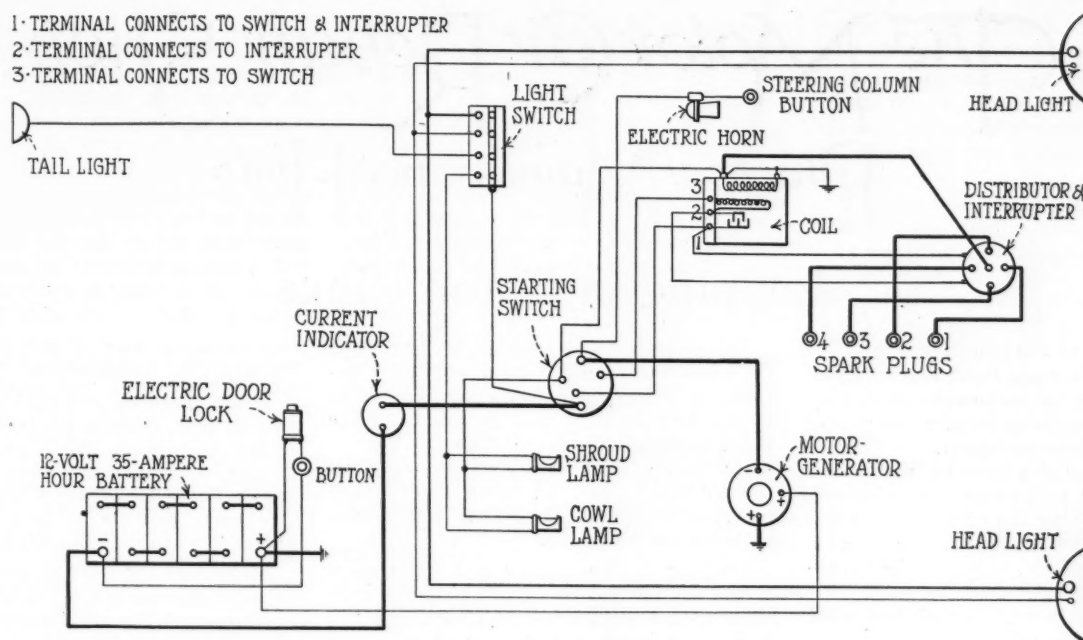 1-TERMINAL CONNECTS TO SWITCH & INTERRUPTER
2-TERMINAL CONNECTS TO INTERRUPTER
3-TERMINAL CONNECTS TO SWITCH
TAIL LIGHT
LIGHT
SWITCH
STEERING COLUMN
BUTTON
ELECTRIC HORN
HEAD LIGHT
3
2
1
COIL
DISTRIBUTOR &
INTERRUPTER
4 3 2 1
SPARK PLUGS
STARTING
SWITCH
CURRENT
INDICATOR
ELECTRIC DOOR
LOCK
BUTTON
12-VOLT 35-AMPERE
HOUR BATTERY
- +
SHROUD
LAMP
COWL
LAMP
MOTOR-
GENERATOR
-
+
+
HEAD LIGHT